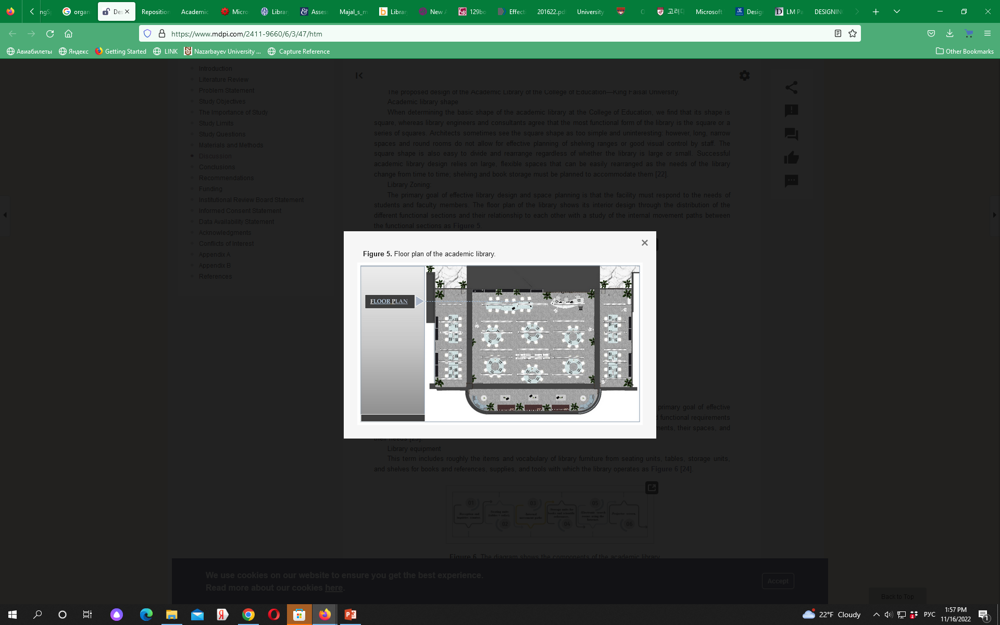 organ
Des
Reposition
Academic
Micro
Librar
Assess
Majal_s_m
Library
New A
129bo
Effecti
201622.pdf
University
Microsoft
Desig
LM Pa
DESIGNIN
https://www.mdpi.com/2411-9660/6/3/47/htm
Авиабилеты
Яндекс
Getting Started
LINK
Nazarbayev University ...
Capture Reference
Other Bookmarks
Introduction
Literature Review
Problem Statement
Study Objectives
The Importance of Study
Study Limits
Study Questions
Materials and Methods
Discussion
Conclusions
Recommendations
Funding
Institutional Review Board Statement
Informed Consent Statement
Data Availability Statement
Acknowledgments
Conflicts of Interest
Appendix A
Appendix B
References
The proposed design of the Academic Library of the College of Education—King Faisal University.
Academic library shape
When determining the basic shape of the academic library at the College of Education, we find that its shape is
square, whereas library engineers and consultants agree that the most functional form of the library is the square or a
series of squares. Architects sometimes see the square shape as too simple and uninteresting: however, long, narrow
spaces and round rooms do not allow for effective planning of shelving ranges or good visual control by staff. The
square shape is also easy to divide and rearrange regardless of whether the library is large or small. Successful
academic library design relies on large, flexible spaces that can be easily rearranged as the needs of the library
change from time to time; shelving and book storage must be planned to accommodate them [22].
Library Zoning:
The primary goal of effective library design and space planning is that the facility must respond to the needs of
students and faculty members. The floor plan of the library shows its interior design through the distribution of the
different functional sections and their relationship to each other with a study of the internal movement paths between
the functional sections as Figure 5.
Figure 5. Floor plan of the academic library.
FLOOR PLAN
primary goal of effective
d functional requirements
ments, their spaces, and
their needs [23].
Library equipment
This term includes roughly the items and vocabulary of library furniture from seating units, tables, storage units,
and shelves for books and references, supplies, and tools with which the library operates as Figure 6 [24].
01
03
05
02
04
06
Figure 6. The diagram shows the components of the academic library.
We use cookies on our website to ensure you get the best experience.
Read more about our cookies here.
Accept
Back to Top
22°F Cloudy
РУС
1:57 PM
11/16/2022